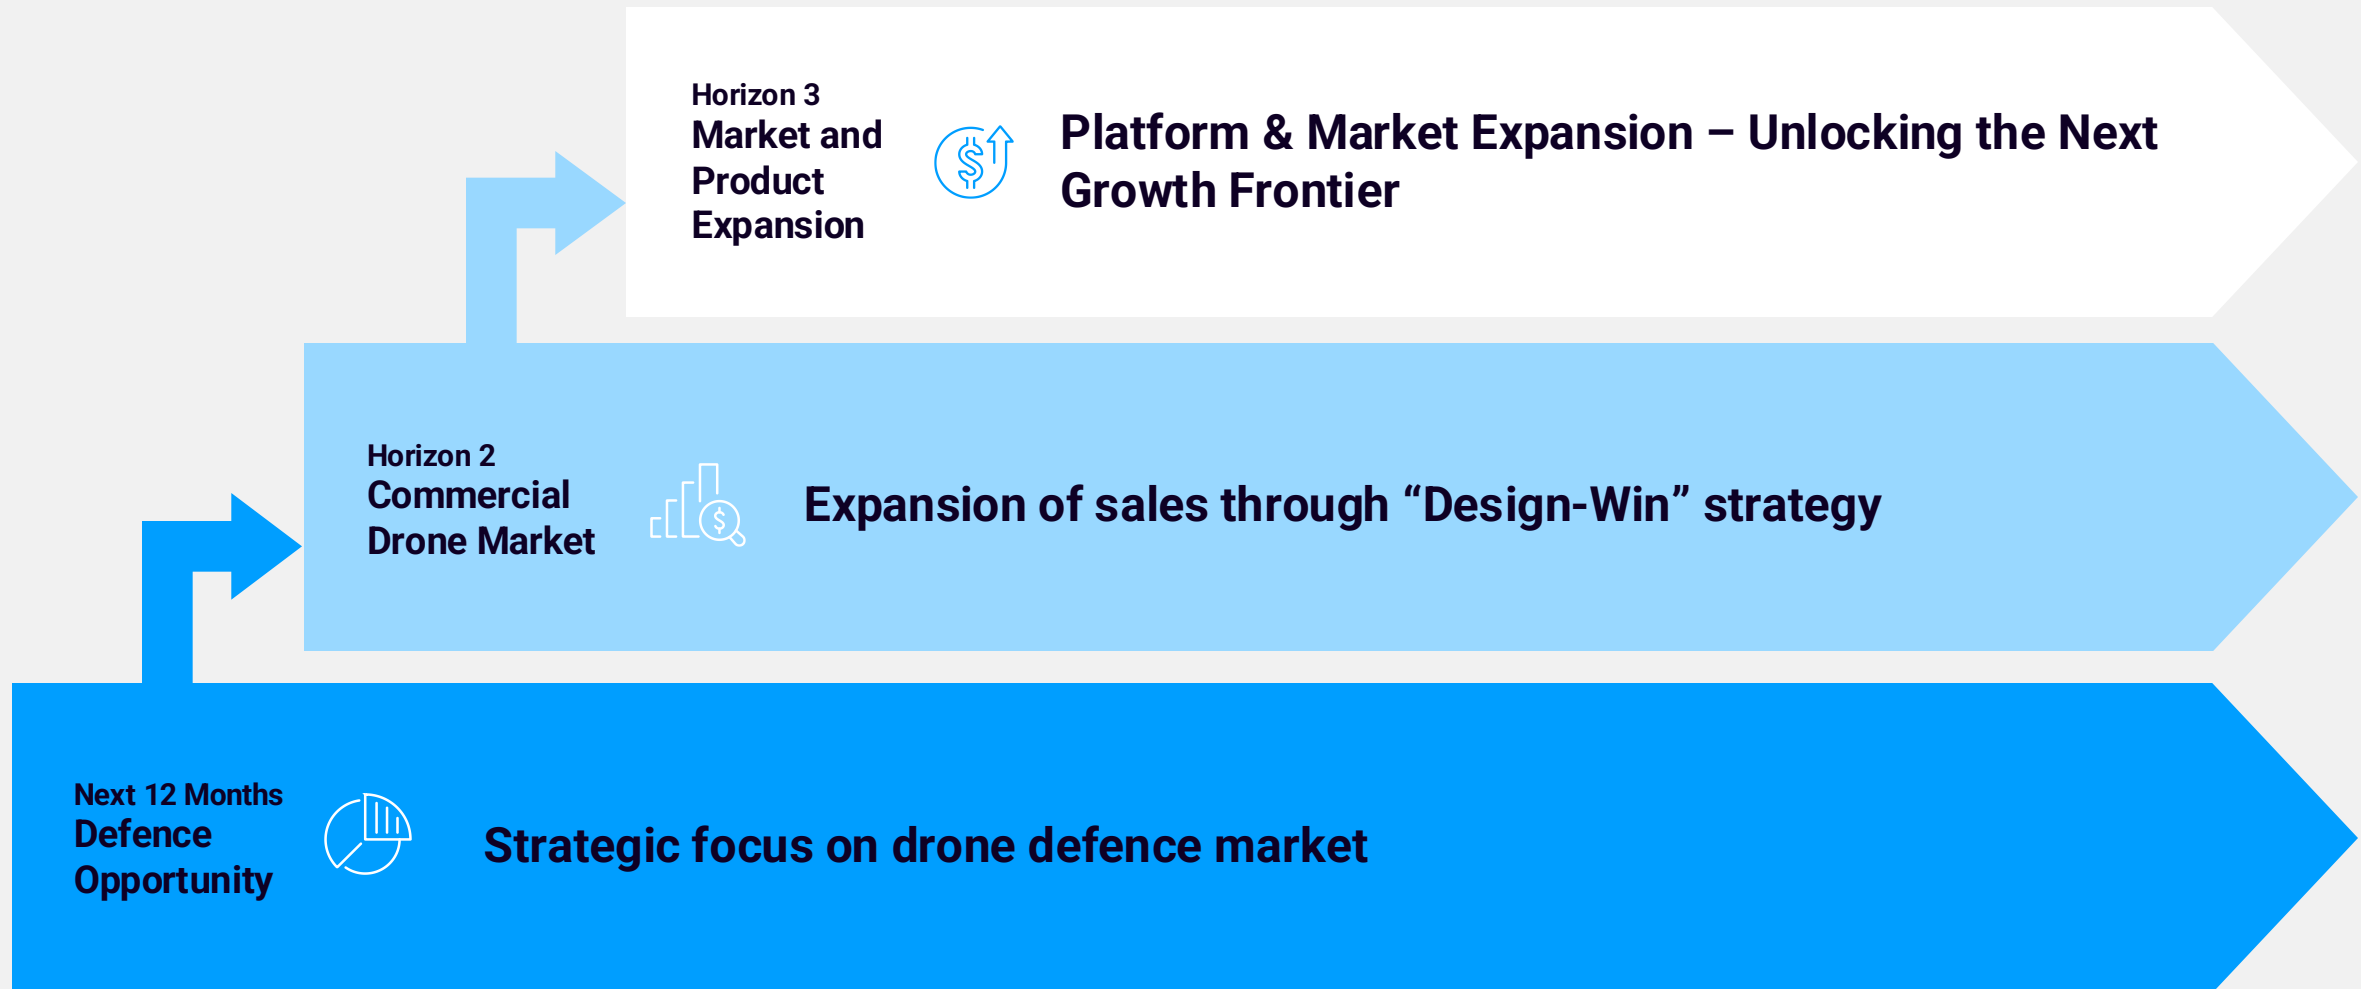 Horizon 3
Market and
Product
Expansion
Platform & Market Expansion – Unlocking the Next
Growth Frontier
Horizon 2
Commercial
Drone Market
Expansion of sales through “Design-Win” strategy
Next 12 Months
Defence
Opportunity
Strategic focus on drone defence market